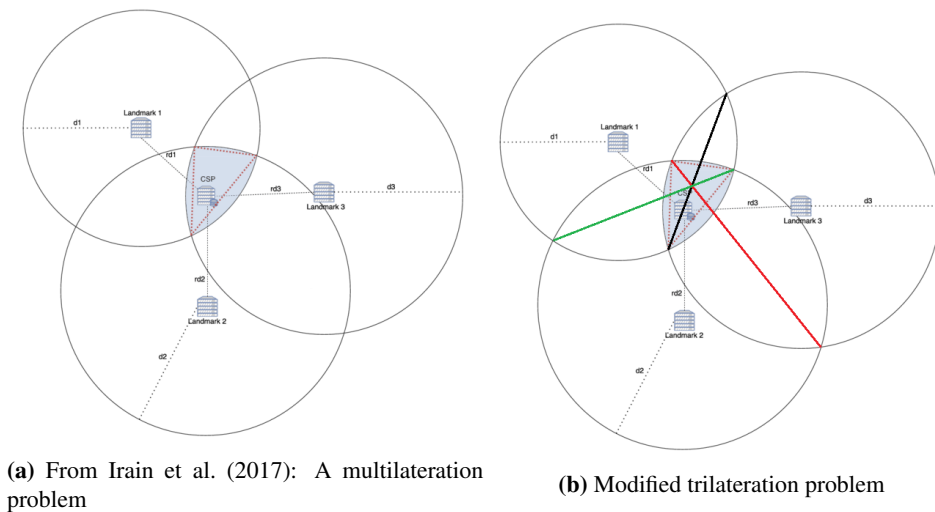 Landmark 1
d1
rd1
CSP
rd3
d3
Landmark 3
rd2
Landmark 2
d2
Landmark 1
d1
rd1
rd3
d3
Landmark 3
rd2
Landmark 2
d2
(a) From Irain et al. (2017): A multilateration
problem
(b) Modified trilateration problem